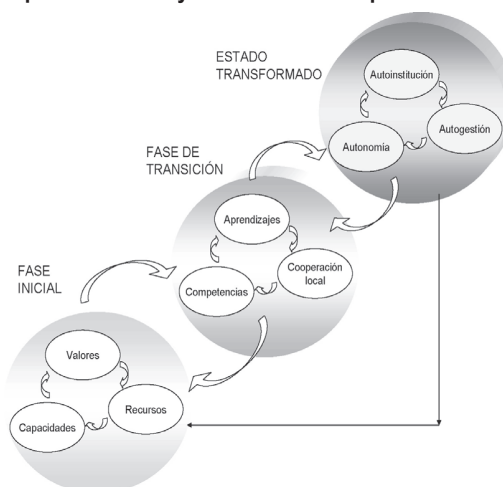 ESTADO
TRANSFORMADO
Autoinstitución
Autogestión
Autonomía
FASE DE
TRANSICIÓN
Aprendizajes
Cooperación
local
Competencias
FASE
INICIAL
Valores
Recursos
Capacidades